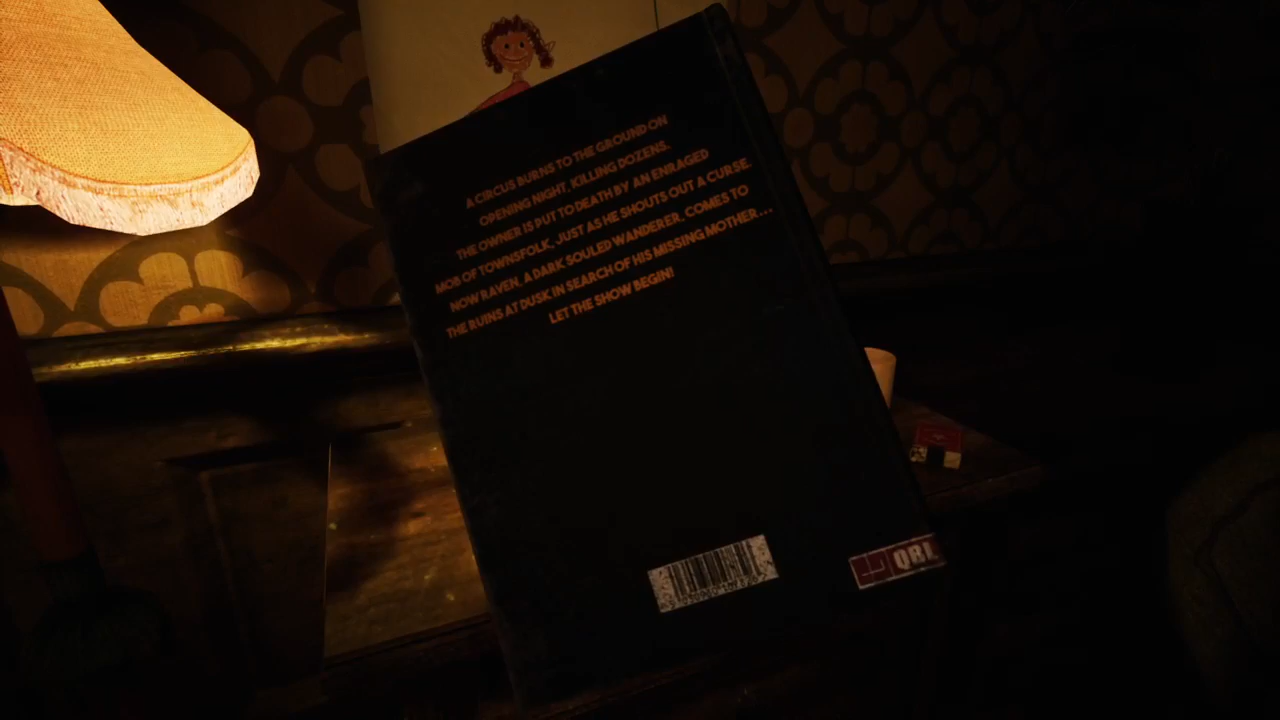 A CIRCUS BURNS TO THE GROUND ON
OPENING NIGHT, KILLING DOZENS.
THE OWNER IS PUT TO DEATH BY AN ENRAGED
MOB OF TOWNSFOLK, JUST AS HE SHOUTS OUT A CURSE.
NOW RAVEN, A DARK SOULED WANDERER, COMES TO
THE RUINS AT DUSK IN SEARCH OF HIS MISSING MOTHER...
LET THE SHOW BEGIN!
QBL